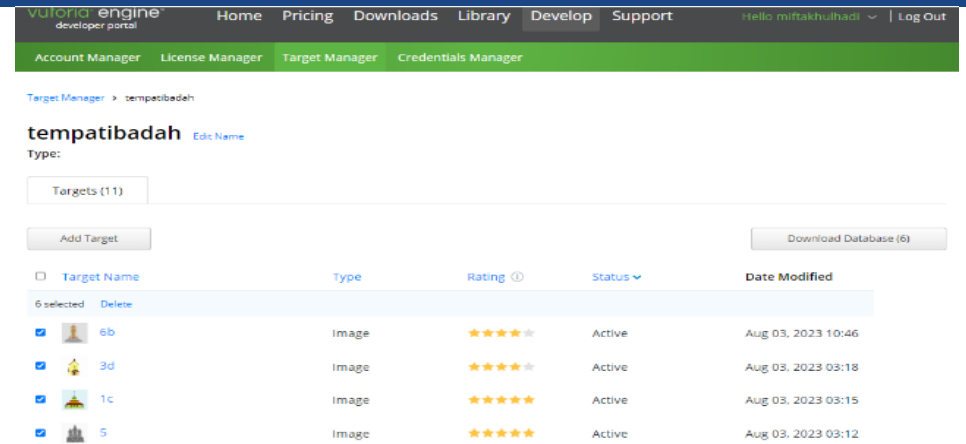 vuforia engine Home Pricing Downloads Library Develop Support Hello miftakhulhadi | Log Out
developer portal
Account Manager License Manager Target Manager Credentials Manager
Target Manager > tempatibadah
tempatibadah Edit Name
Type:
Targets (11)
Add Target Download Database (6)
Target Name Type Rating Status Date Modified
6 selected Delete
6b Image Active Aug 03, 2023 10:46
3d Image Active Aug 03, 2023 03:18
1c Image Active Aug 03, 2023 03:15
5 Image Active Aug 03, 2023 03:12